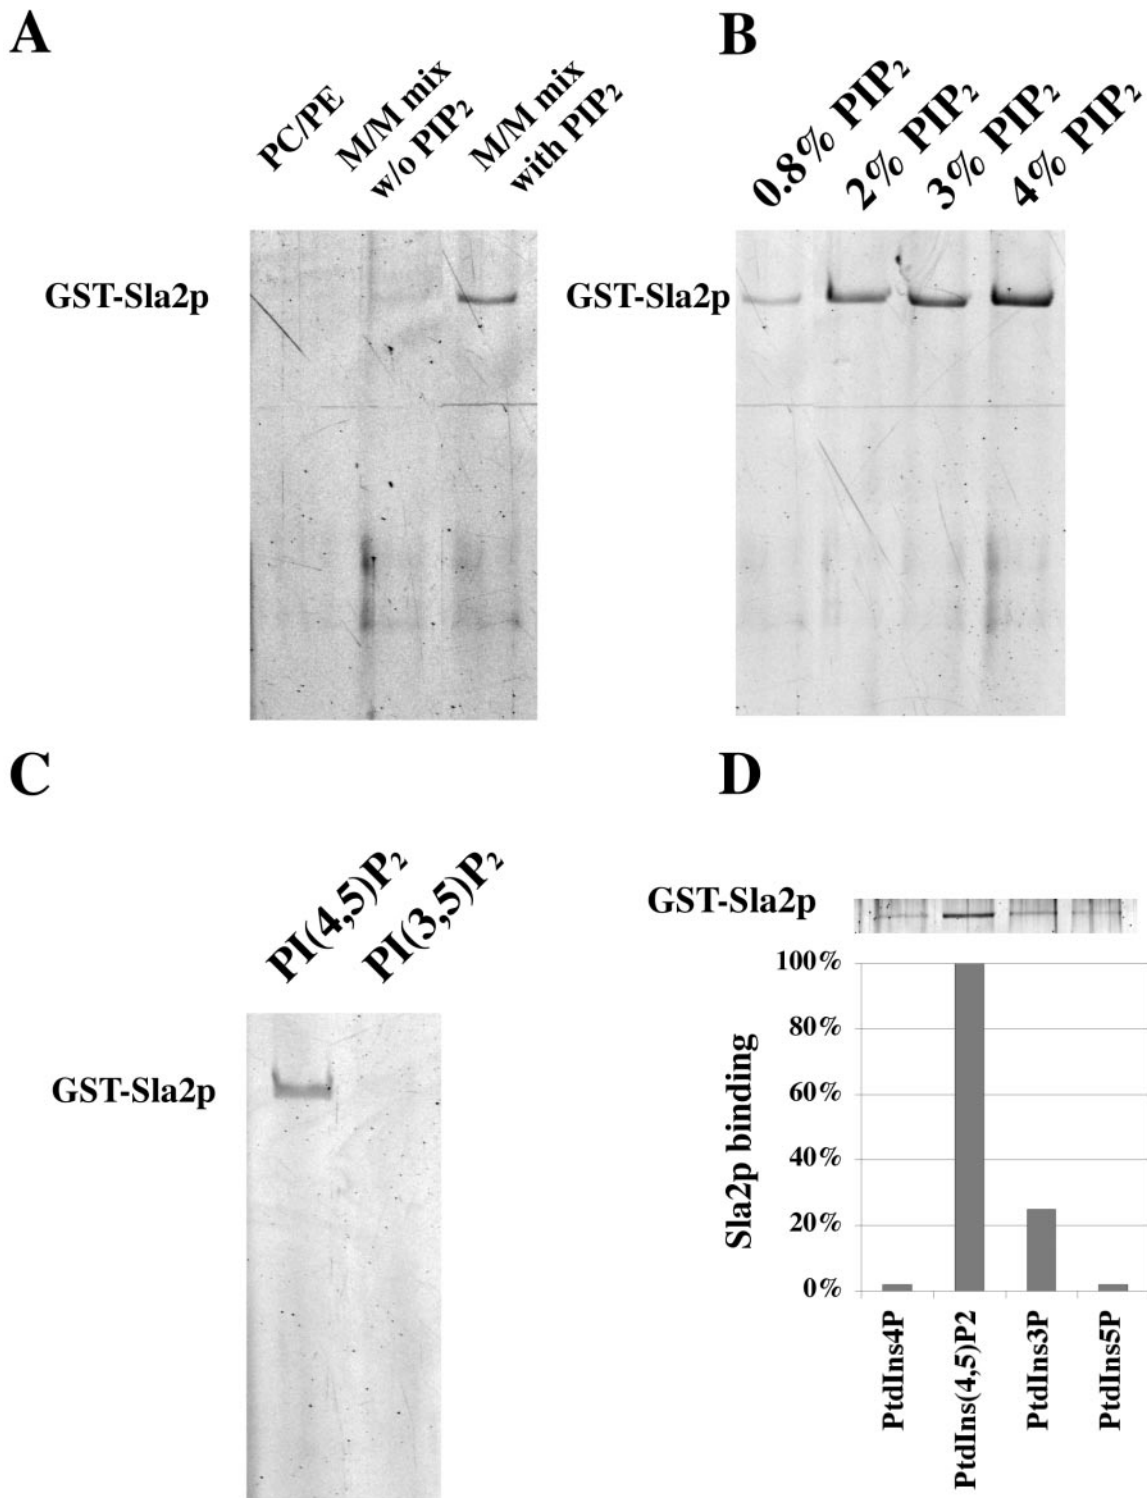 A
PC/PE
M/M mix
w/o PIP₂
M/M mix
with PIP₂
GST-Sla2p
B
0.8% PIP₂
2% PIP₂
3% PIP₂
4% PIP₂
GST-Sla2p
C
PI(4,5)P₂
PI(3,5)P₂
GST-Sla2p
D
GST-Sla2p
100%
80%
60%
40%
20%
0%
Sla2p binding
PtdIns4P
PtdIns(4,5)P2
PtdIns3P
PtdIns5P